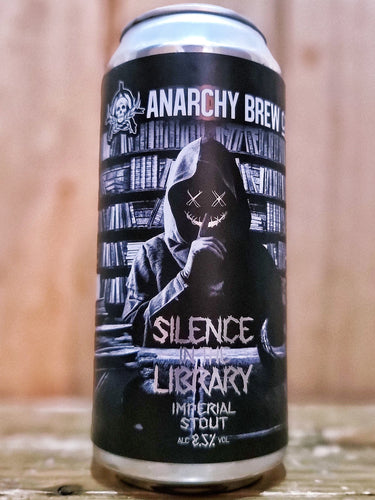 ANARCHY BREW
SILENCE
IN THE
LIBRARY
IMPERIAL
STOUT
ALC 8.5% VOL